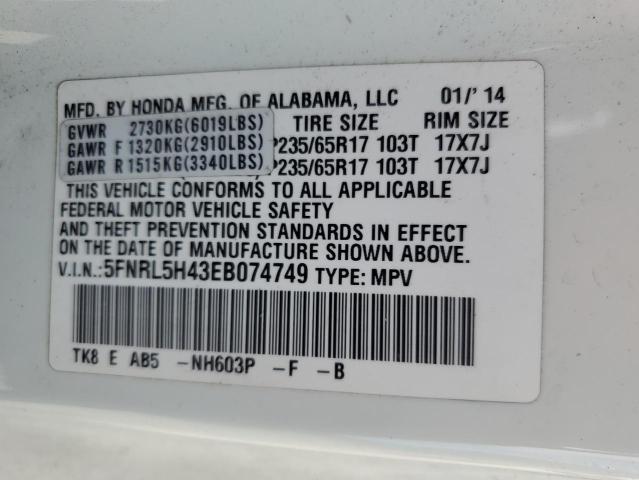 MFD. BY HONDA MFG. OF ALABAMA, LLC 01/'14
GVWR 2730KG(6019LBS) TIRE SIZE RIM SIZE
GAWR F 1320KG(2910LBS) P235/65R17 103T 17X7J
GAWR R 1515KG(3340LBS) P235/65R17 103T 17X7J
THIS VEHICLE CONFORMS TO ALL APPLICABLE
FEDERAL MOTOR VEHICLE SAFETY
AND THEFT PREVENTION STANDARDS IN EFFECT
ON THE DATE OF MANUFACTURE SHOWN ABOVE.
V.I.N.:5FNRL5H43EB074749 TYPE: MPV
TK8 E AB5 -NH603P -F -B